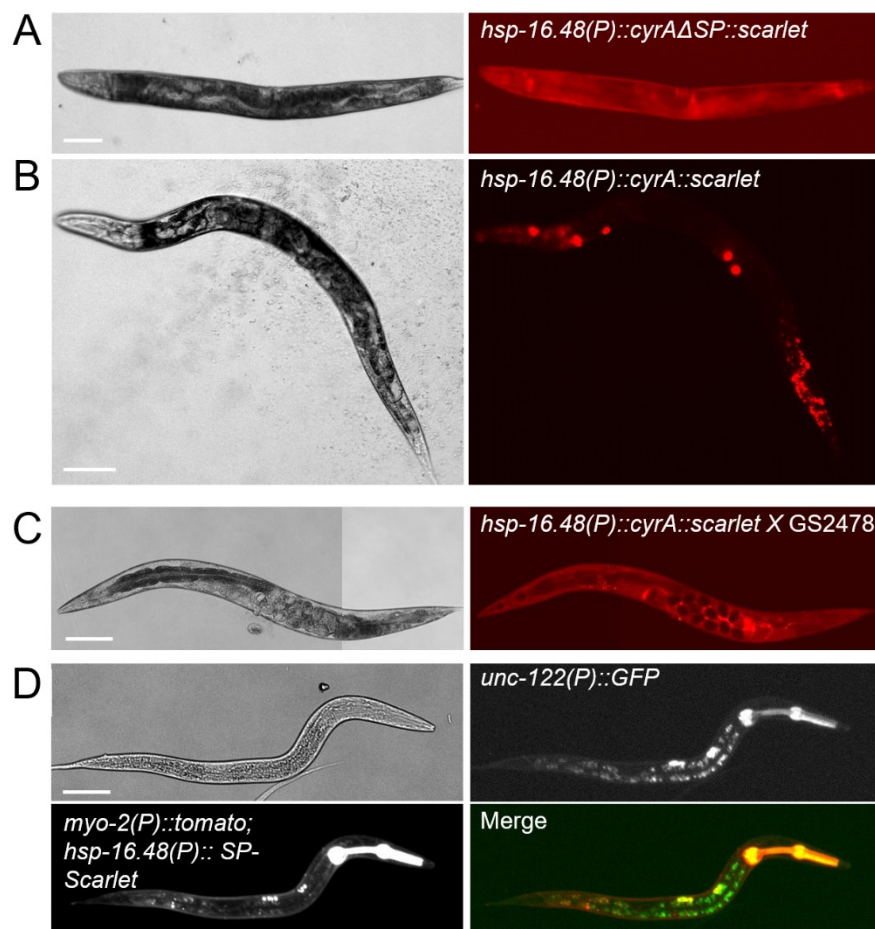 A
hsp-16.48(P)::cyrAΔSP::scarlet
B
hsp-16.48(P)::cyrA::scarlet
C
hsp-16.48(P)::cyrA::scarlet X GS2478
D
unc-122(P)::GFP
myo-2(P)::tomato;
hsp-16.48(P):: SP-
Scarlet
Merge